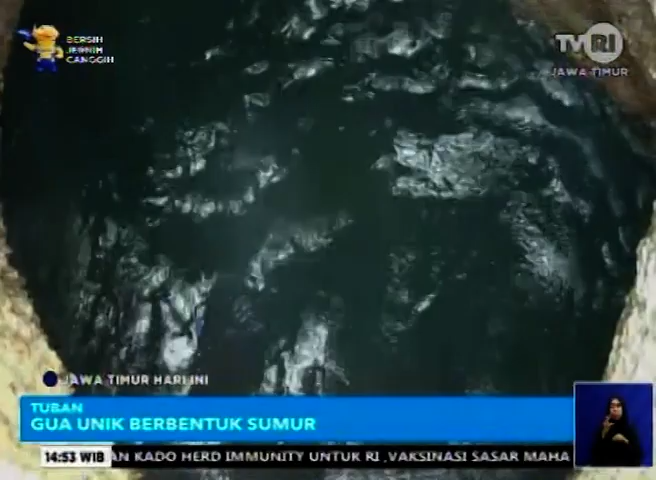 BERSIH
JERNIH
CANGGIH
TVRI
JAWA TIMUR
JAWA TIMUR HARI INI
TUBAN
GUA UNIK BERBENTUK SUMUR
14:53 WIB AN KADO HERD IMMUNITY UNTUK RI ,VAKSINASI SASAR MAHA